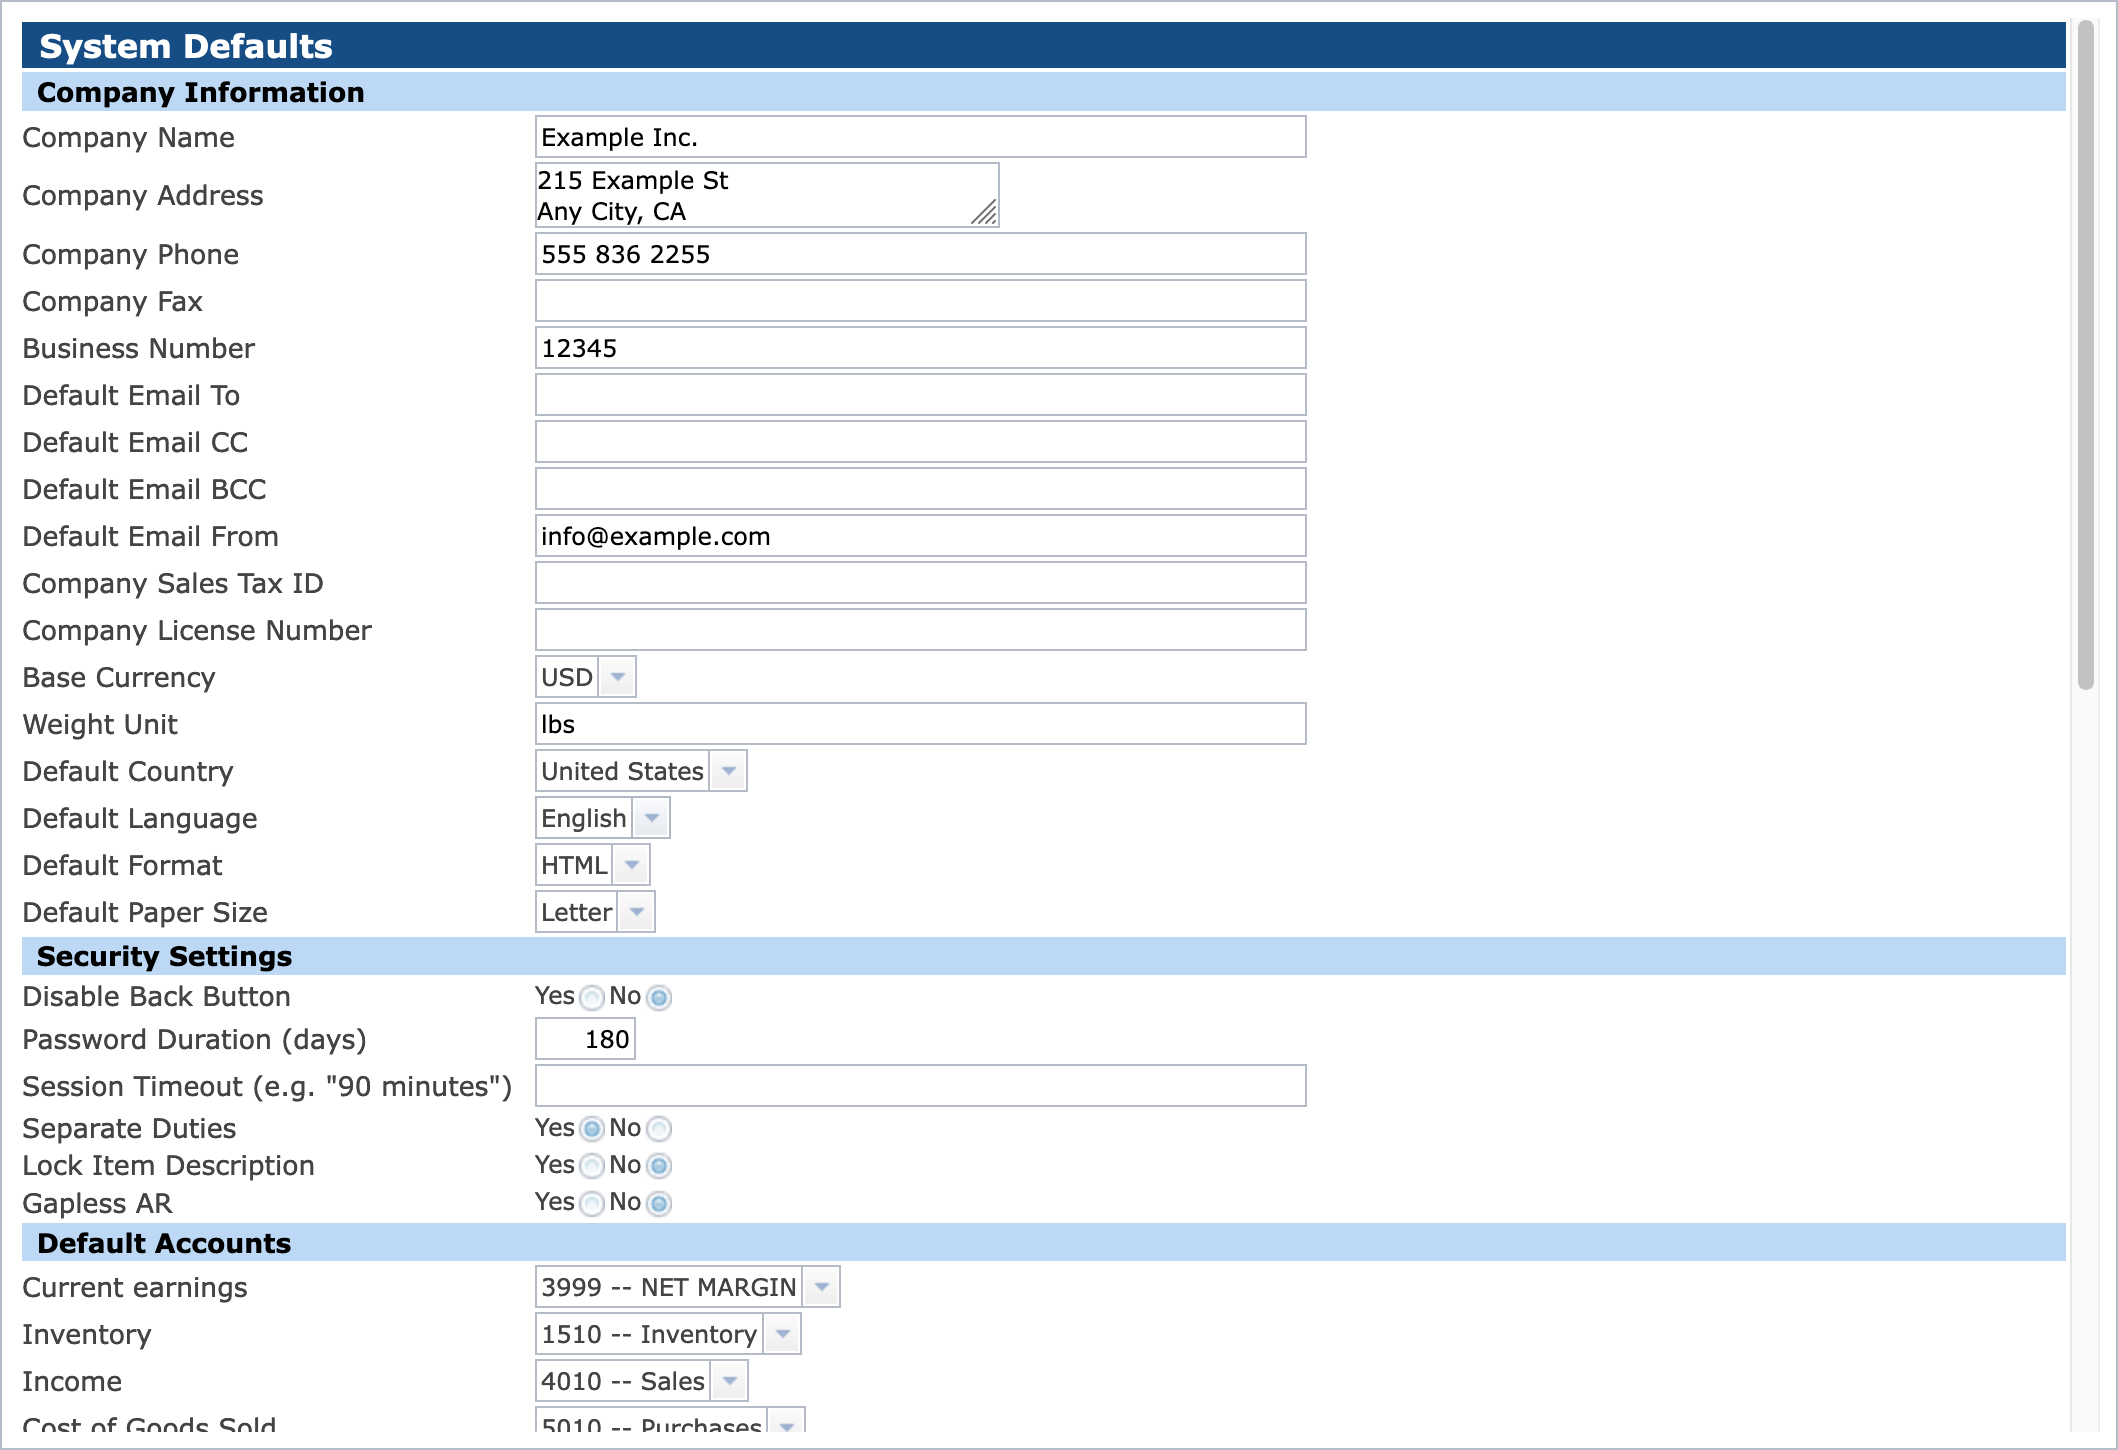 System Defaults
Company Information
Company Name Example Inc.
Company Address 215 Example St
Any City, CA
Company Phone 555 836 2255
Company Fax
Business Number 12345
Default Email To
Default Email CC
Default Email BCC
Default Email From info@example.com
Company Sales Tax ID
Company License Number
Base Currency USD
Weight Unit lbs
Default Country United States
Default Language English
Default Format HTML
Default Paper Size Letter
Security Settings
Disable Back Button Yes No
Password Duration (days) 180
Session Timeout (e.g. "90 minutes")
Separate Duties Yes No
Lock Item Description Yes No
Gapless AR Yes No
Default Accounts
Current earnings 3999 -- NET MARGIN
Inventory 1510 -- Inventory
Income 4010 -- Sales
Cost of Goods Sold 5010 -- Purchases